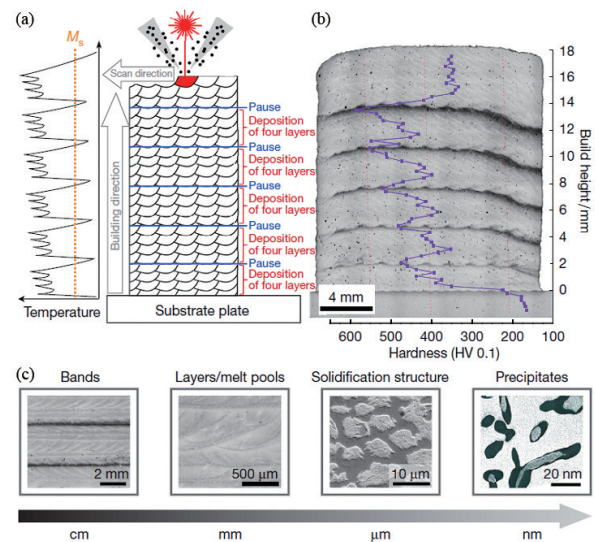 (a)
Ms
Scan direction
Building direction
Pause
Deposition
of four layers
Pause
Deposition
of four layers
Pause
Deposition
of four layers
Pause
Deposition
of four layers
Pause
Deposition
of four layers
Temperature
Substrate plate
(b)
18
16
14
12
10
8
6
4
2
0
Build height/mm
4 mm
600 500 400 300 200 100
Hardness (HV 0.1)
(c)
Bands
Layers/melt pools
Solidification structure
Precipitates
2 mm
500 μm
10 μm
20 nm
cm
mm
μm
nm